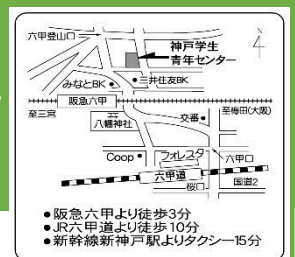 六甲登山口
神戸学生
青年センター
みなとBK
三井住友BK
阪急六甲
至三宮
八幡神社
交番
至梅田(大阪)
Coop
フォレスタ
六甲口
六甲道
桜口
国道2
●阪急六甲より徒歩3分
●JR六甲道より徒歩10分
●新幹線新神戸駅よりタクシー15分